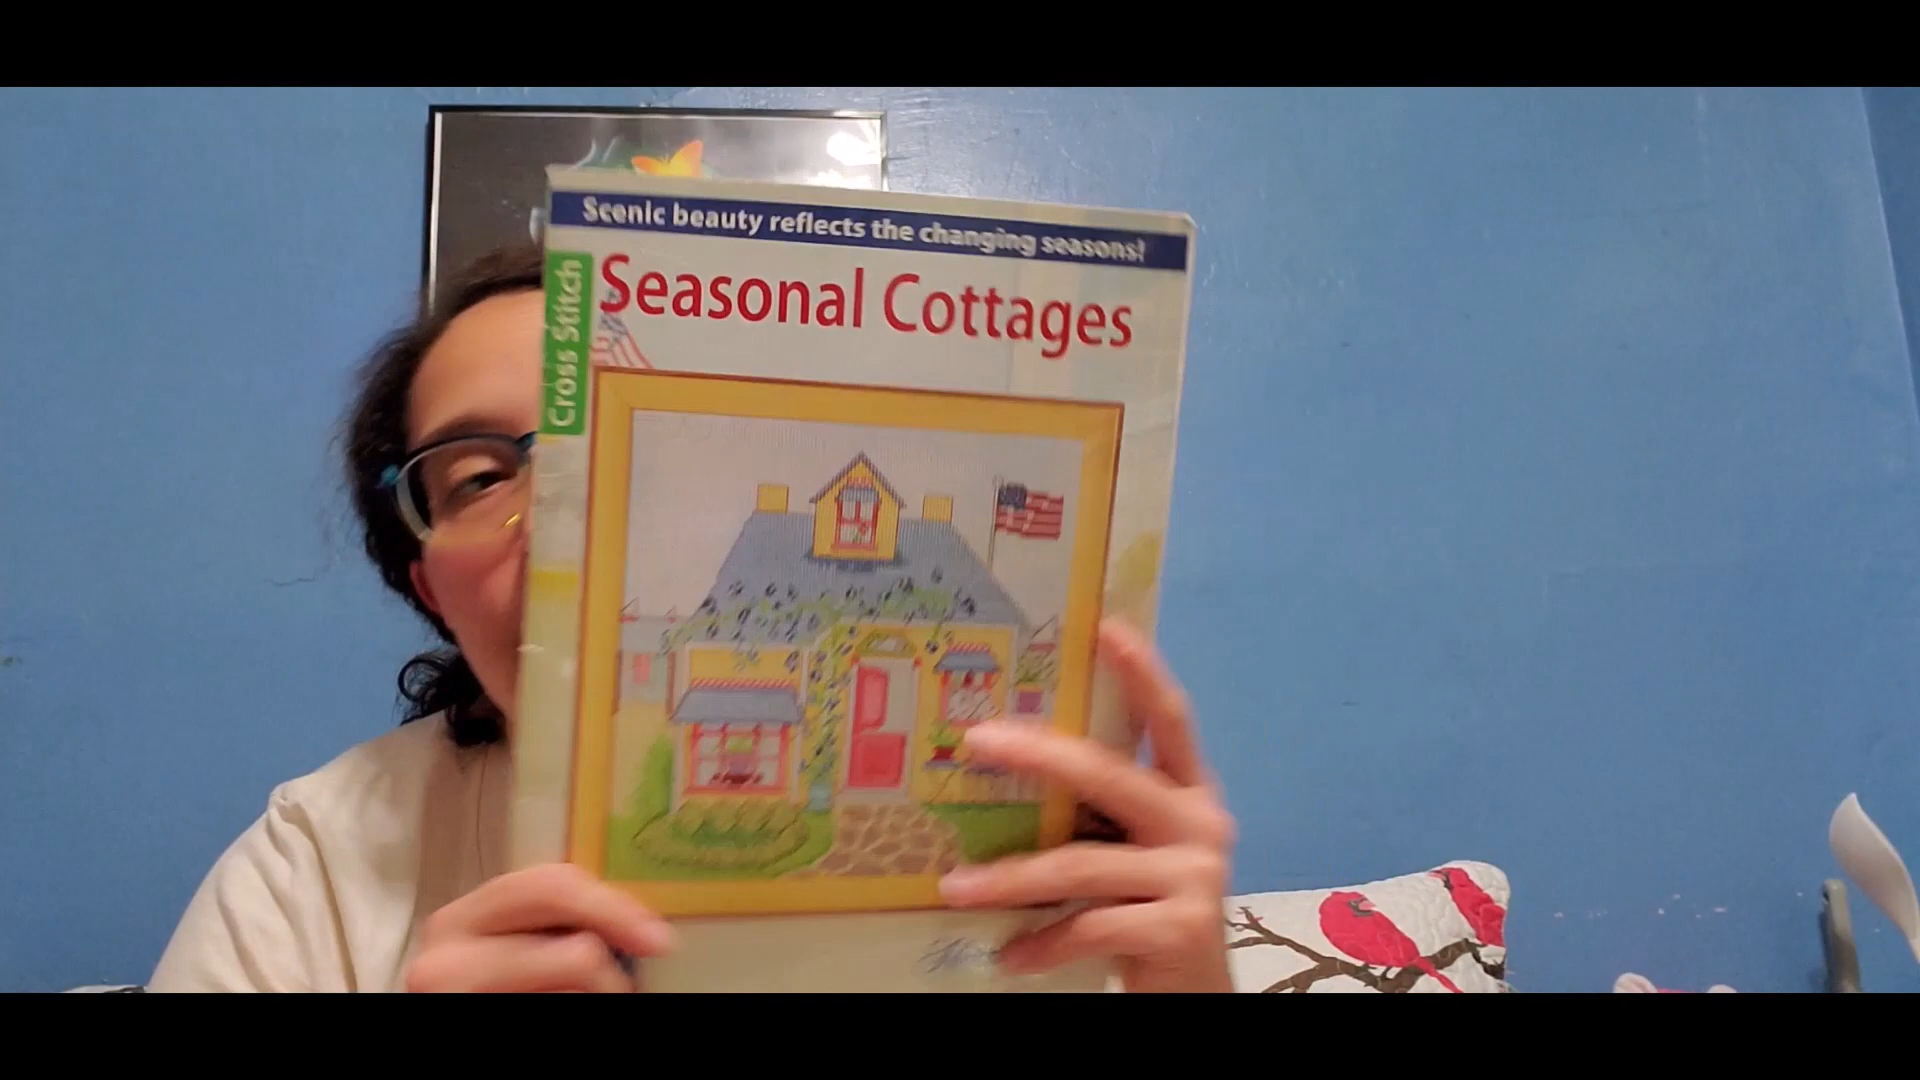 Scenic beauty reflects the changing seasons!
Seasonal Cottages
Cross Stitch